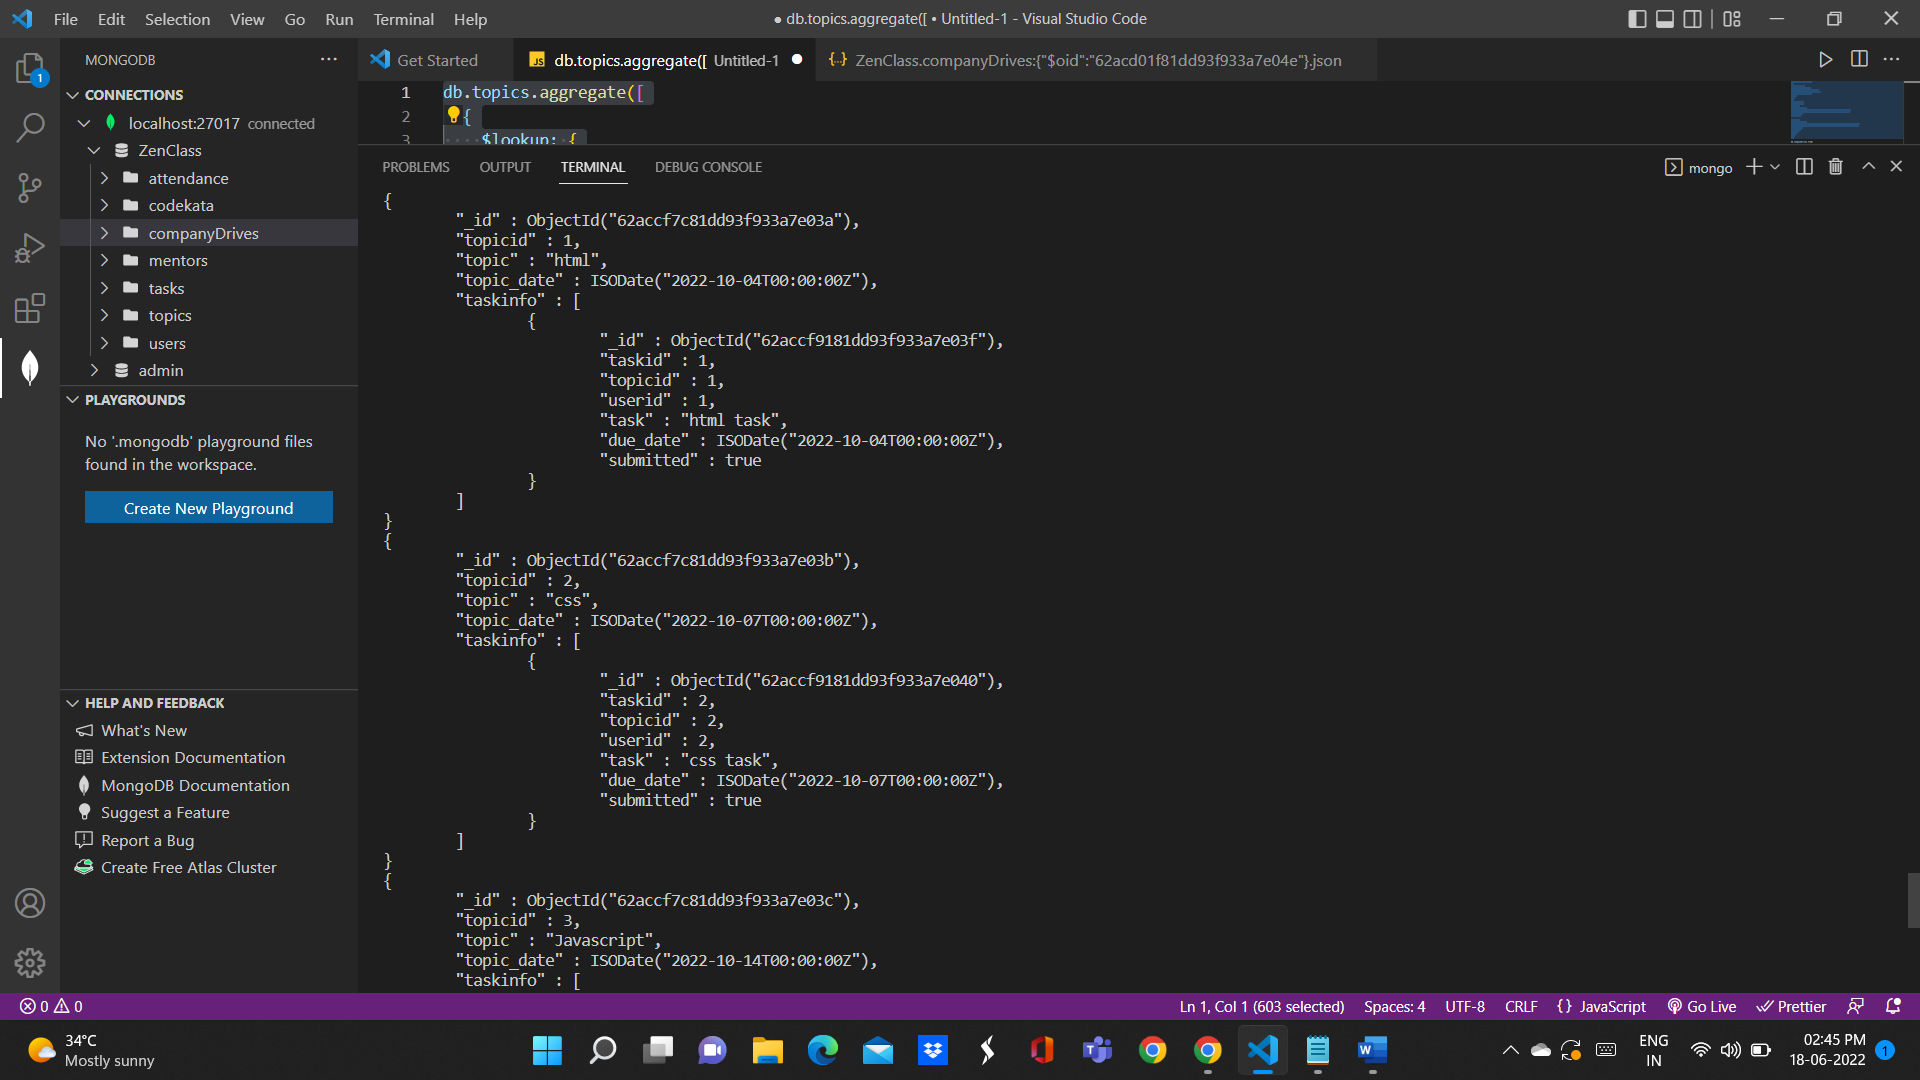 File Edit Selection View Go Run Terminal Help
● db.topics.aggregate([ • Untitled-1 - Visual Studio Code
MONGODB
CONNECTIONS
localhost:27017 connected
ZenClass
attendance
codekata
companyDrives
mentors
tasks
topics
users
admin
PLAYGROUNDS
No '.mongodb' playground files
found in the workspace.
Create New Playground
HELP AND FEEDBACK
What's New
Extension Documentation
MongoDB Documentation
Suggest a Feature
Report a Bug
Create Free Atlas Cluster
1
Get Started
JS db.topics.aggregate([ Untitled-1 ●
{··} ZenClass.companyDrives:{"$oid":"62acd01f81dd93f933a7e04e"}.json
1 db.topics.aggregate([
2 {
3 ····$lookup:·{
PROBLEMS OUTPUT TERMINAL DEBUG CONSOLE
mongo
{
"_id" : ObjectId("62accf7c81dd93f933a7e03a"),
"topicid" : 1,
"topic" : "html",
"topic_date" : ISODate("2022-10-04T00:00:00Z"),
"taskinfo" : [
{
"_id" : ObjectId("62accf9181dd93f933a7e03f"),
"taskid" : 1,
"topicid" : 1,
"userid" : 1,
"task" : "html task",
"due_date" : ISODate("2022-10-04T00:00:00Z"),
"submitted" : true
}
]
}
{
"_id" : ObjectId("62accf7c81dd93f933a7e03b"),
"topicid" : 2,
"topic" : "css",
"topic_date" : ISODate("2022-10-07T00:00:00Z"),
"taskinfo" : [
{
"_id" : ObjectId("62accf9181dd93f933a7e040"),
"taskid" : 2,
"topicid" : 2,
"userid" : 2,
"task" : "css task",
"due_date" : ISODate("2022-10-07T00:00:00Z"),
"submitted" : true
}
]
}
{
"_id" : ObjectId("62accf7c81dd93f933a7e03c"),
"topicid" : 3,
"topic" : "Javascript",
"topic_date" : ISODate("2022-10-14T00:00:00Z"),
"taskinfo" : [
0 0
Ln 1, Col 1 (603 selected) Spaces: 4 UTF-8 CRLF {} JavaScript Go Live Prettier
34°C
Mostly sunny
ENG
IN
02:45 PM
18-06-2022
1